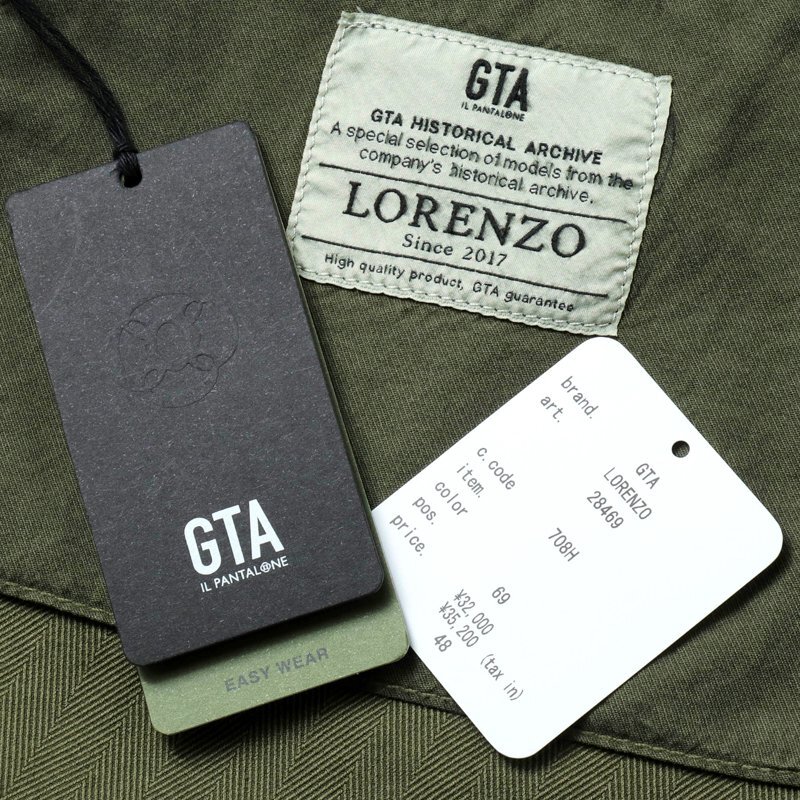 GTA
IL PANTALONE
GTA HISTORICAL ARCHIVE
A special selection of models from the
company's historical archive.
LORENZO
Since 2017
High quality product, GTA guarantee
GTA
IL PANTAL®NE
EASY WEAR
brand. GTA
art. LORENZO
28469
c.code 708H
item.
color 69
pos.
price. ¥32,000
¥35,200 (tax in)
48